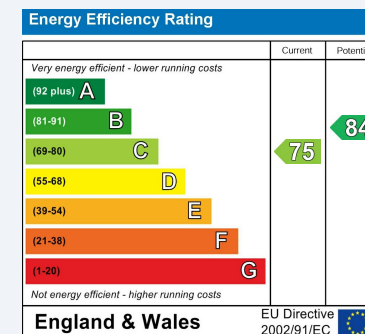 Energy Efficiency Rating
Current Potenti
Very energy efficient - lower running costs
(92 plus) A
(81-91) B
84
(69-80) C
75
(55-68) D
(39-54) E
(21-38) F
(1-20) G
Not energy efficient - higher running costs
England & Wales
EU Directive
2002/91/EC